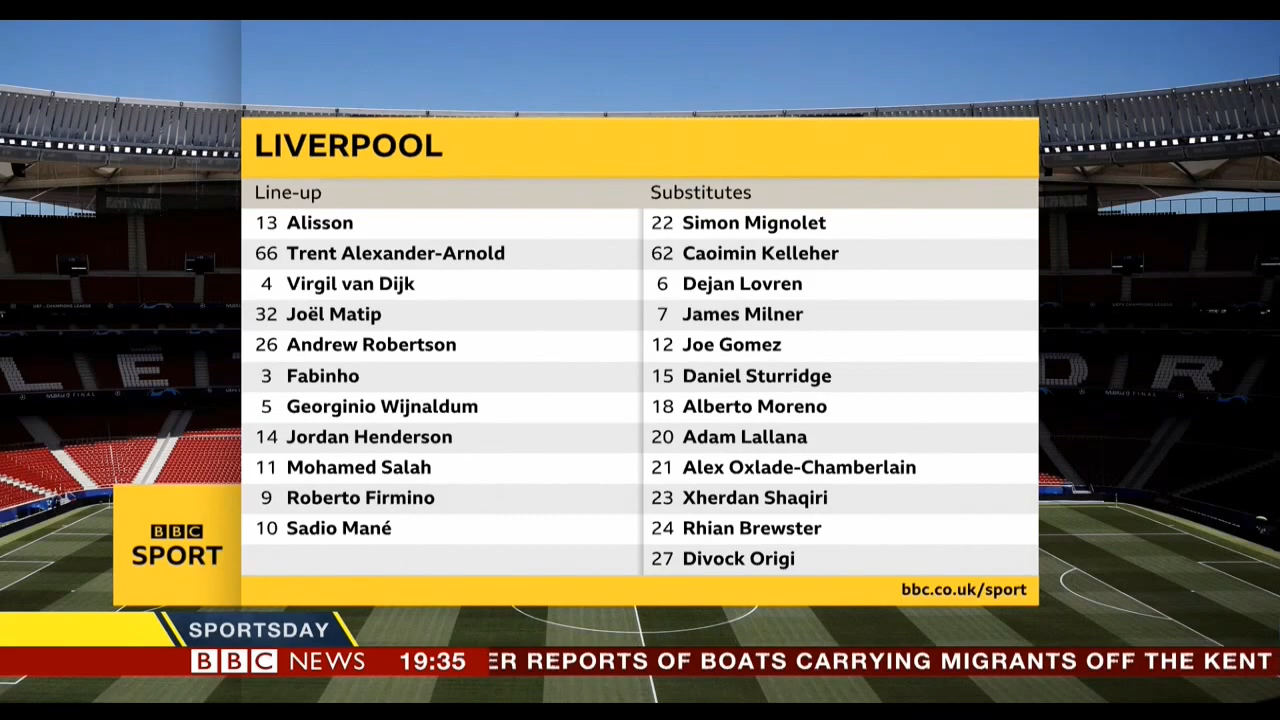 LIVERPOOL
Line-up
13 Alisson
66 Trent Alexander-Arnold
4 Virgil van Dijk
32 Joël Matip
26 Andrew Robertson
3 Fabinho
5 Georginio Wijnaldum
14 Jordan Henderson
11 Mohamed Salah
9 Roberto Firmino
10 Sadio Mané
Substitutes
22 Simon Mignolet
62 Caoimin Kelleher
6 Dejan Lovren
7 James Milner
12 Joe Gomez
15 Daniel Sturridge
18 Alberto Moreno
20 Adam Lallana
21 Alex Oxlade-Chamberlain
23 Xherdan Shaqiri
24 Rhian Brewster
27 Divock Origi
bbc.co.uk/sport
BBC
SPORT
SPORTSDAY
BBC NEWS 19:35 ER REPORTS OF BOATS CARRYING MIGRANTS OFF THE KENT